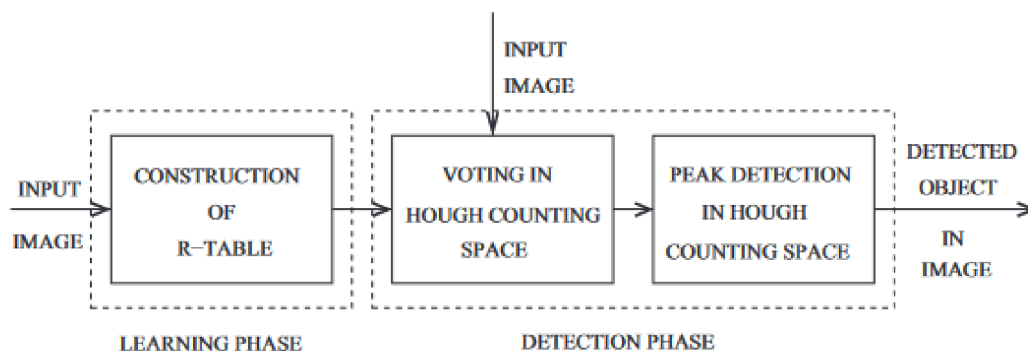 INPUT
IMAGE
INPUT
IMAGE
CONSTRUCTION
OF
R-TABLE
VOTING IN
HOUGH COUNTING
SPACE
PEAK DETECTION
IN HOUGH
COUNTING SPACE
DETECTED
OBJECT
IN
IMAGE
LEARNING PHASE
DETECTION PHASE